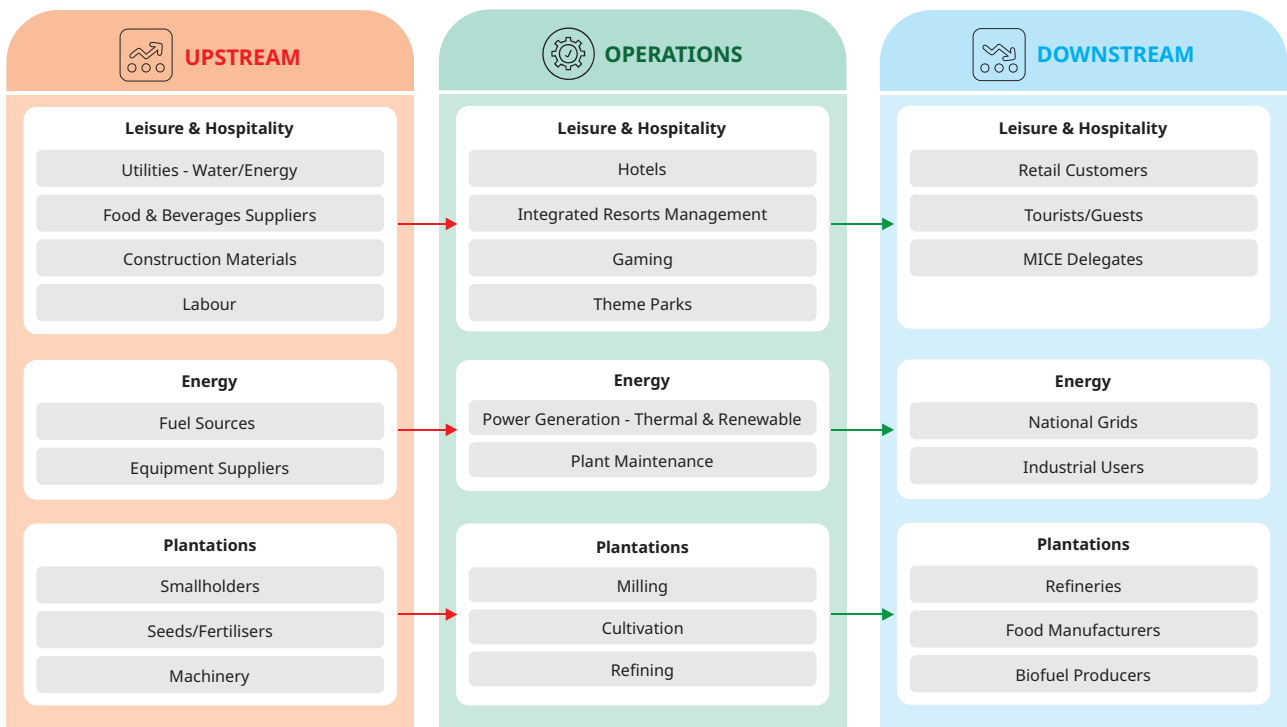 UPSTREAM
Leisure & Hospitality
Utilities - Water/Energy
Food & Beverages Suppliers
Construction Materials
Labour
Energy
Fuel Sources
Equipment Suppliers
Plantations
Smallholders
Seeds/Fertilisers
Machinery
OPERATIONS
Leisure & Hospitality
Hotels
Integrated Resorts Management
Gaming
Theme Parks
Energy
Power Generation - Thermal & Renewable
Plant Maintenance
Plantations
Milling
Cultivation
Refining
DOWNSTREAM
Leisure & Hospitality
Retail Customers
Tourists/Guests
MICE Delegates
Energy
National Grids
Industrial Users
Plantations
Refineries
Food Manufacturers
Biofuel Producers